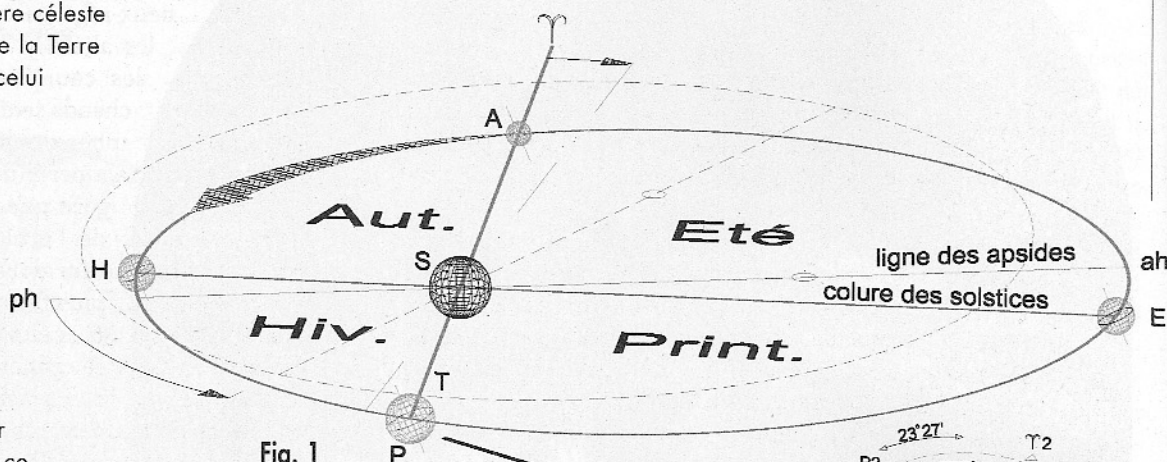 ère céleste
e la Terre
celui
♈
A
Aut.
Eté
S
H
ligne des apsides
ah
ph
colure des solstices
E
Hiv.
Print.
T
P
Fig. 1
r
23°27'
♈2